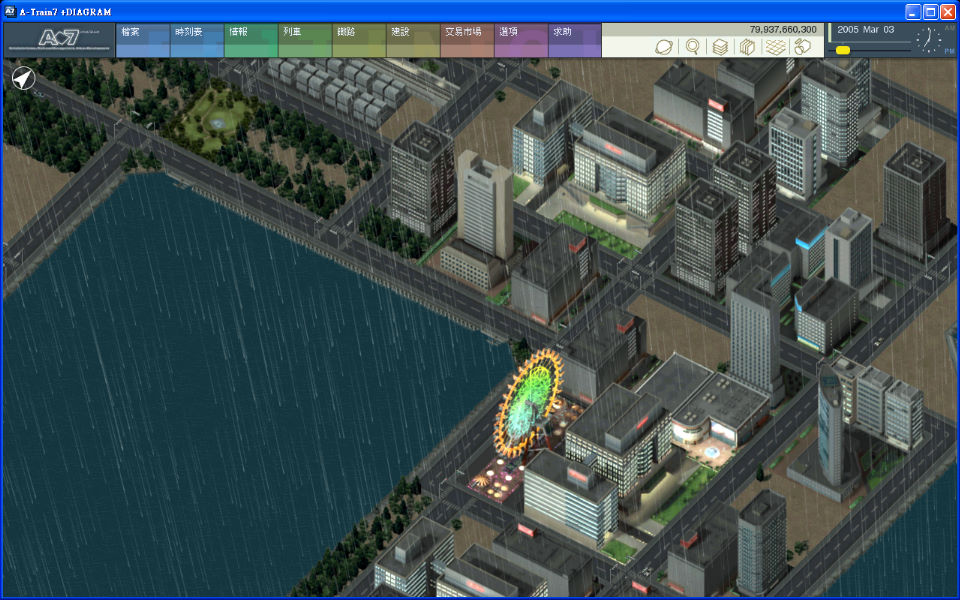 A-Train7 +DIAGRAM
A7
檔案
時刻表
情報
列車
鐵路
建設
交易市場
選項
求助
79,937,660,300
2005 Mar 03
AM
PM